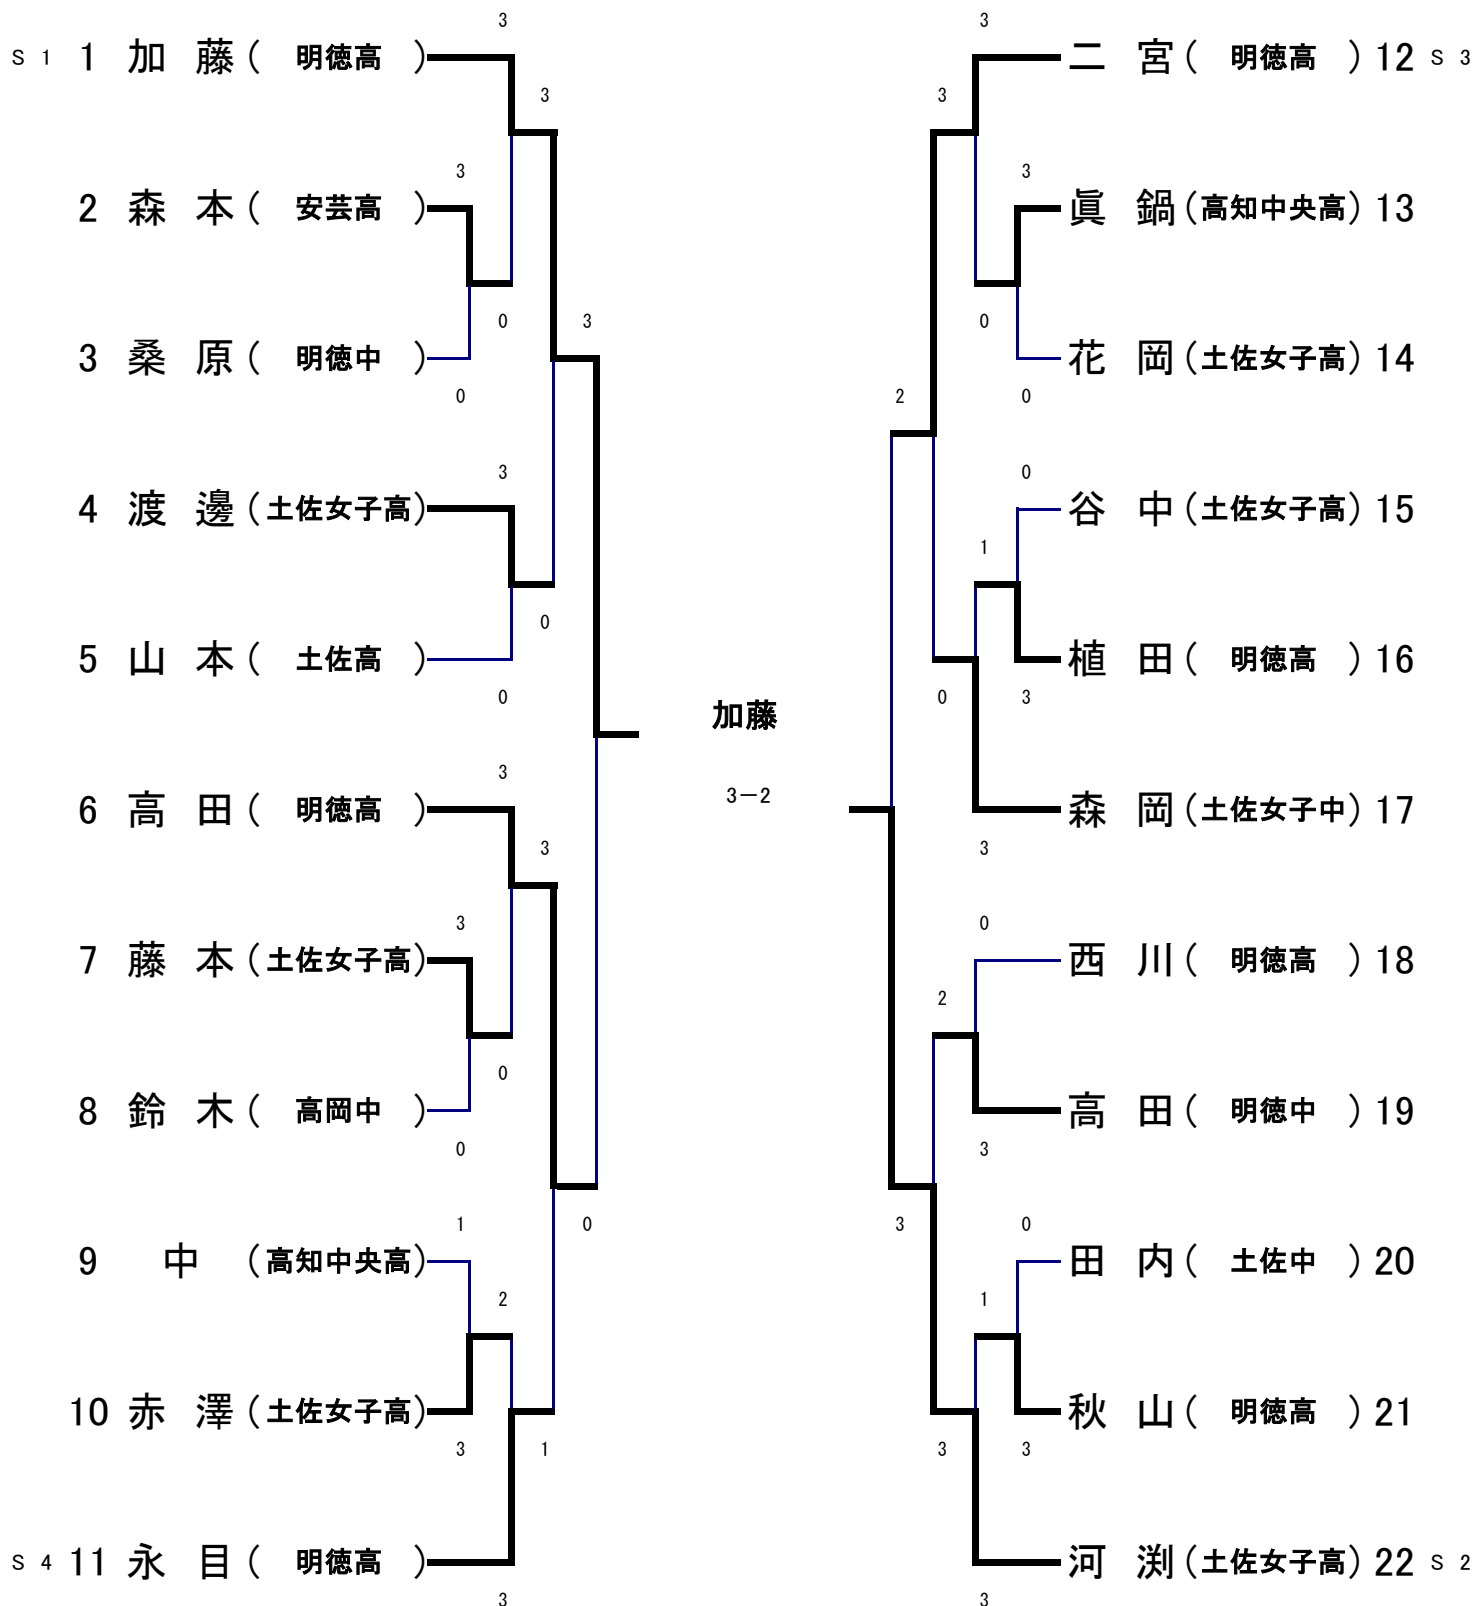 3 3
S 1 1 加 藤 ( 明徳高 ) 二 宮 ( 明徳高 ) 12 S 3
3 3
3 3
2 森 本 ( 安芸高 ) 眞 鍋 (高知中央高) 13
0 3 0
3 桑 原 ( 明徳中 ) 花 岡 (土佐女子高) 14
0 2 0
3 0
4 渡 邊 (土佐女子高) 谷 中 (土佐女子高) 15
1
0
5 山 本 ( 土佐高 ) 植 田 ( 明徳高 ) 16
0 0 3
加藤
3 3－2
6 高 田 ( 明徳高 ) 森 岡 (土佐女子中) 17
3 3
3 0
7 藤 本 (土佐女子高) 西 川 ( 明徳高 ) 18
2
0
8 鈴 木 ( 高岡中 ) 高 田 ( 明徳中 ) 19
0 3
1 0 3 0
9 中 (高知中央高) 田 内 ( 土佐中 ) 20
2 1
10 赤 澤 (土佐女子高) 秋 山 ( 明徳高 ) 21
3 1 3 3
S 4 11 永 目 ( 明徳高 ) 河 渕 (土佐女子高) 22 S 2
3 3